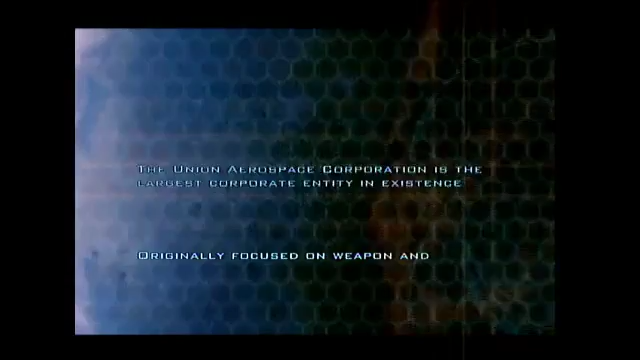 The Union Aerospace Corporation is the
largest corporate entity in existence
Originally focused on weapon and